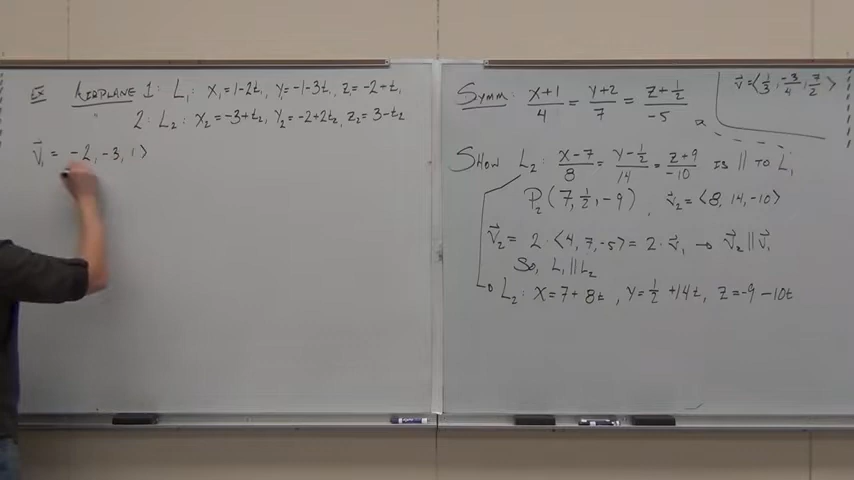 Ex Airplane 1: L₁: x₁=1-2t₁, y₁=-1-3t₁, z₁=-2+t₁
2: L₂: x₂=-3+t₂, y₂=-2+2t₂, z₂=3-t₂
v⃗₁ = -2, -3, 1⟩
Symm: (x+1)/4 = (y+2)/7 = (z+½)/-5
v⃗=⟨1/3, -3/4, 7/2⟩
Show L₂: (x-7)/8 = (y-½)/14 = (z+9)/-10 is || to L₁
P₂(7, ½, -9), v⃗₂=⟨8, 14, -10⟩
v⃗₂ = 2·⟨4, 7, -5⟩ = 2·v⃗₁ → v⃗₂ || v⃗₁
So, L₁ || L₂
L₂: x=7+8t, y=½+14t, z=-9-10t